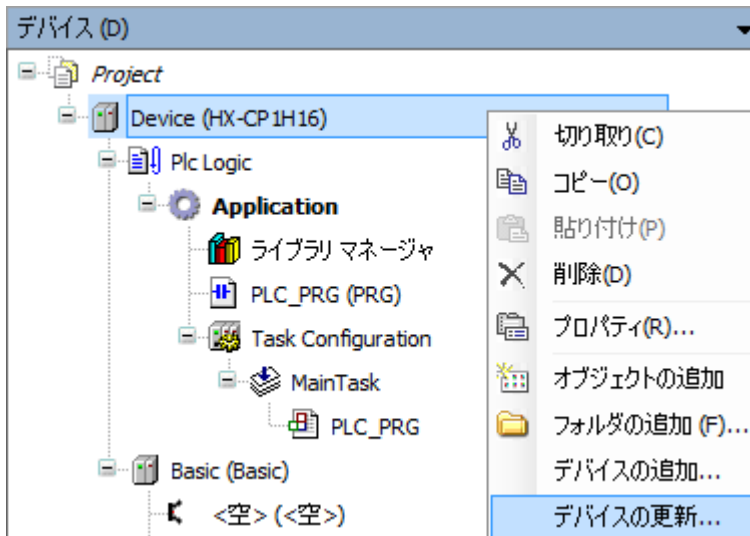 デバイス (D)
Project
Device (HX-CP1H16)
Plc Logic
Application
ライブラリ マネージャ
PLC_PRG (PRG)
Task Configuration
MainTask
PLC_PRG
Basic (Basic)
<空> (<空>)
切り取り(C)
コピー(O)
貼り付け(P)
削除(D)
プロパティ(R)...
オブジェクトの追加
フォルダの追加 (F)...
デバイスの追加...
デバイスの更新...